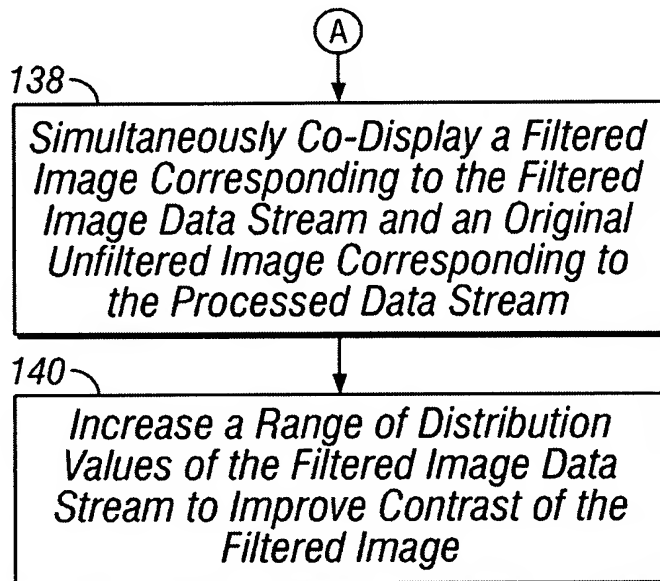 A
138
Simultaneously Co-Display a Filtered
Image Corresponding to the Filtered
Image Data Stream and an Original
Unfiltered Image Corresponding to
the Processed Data Stream
140
Increase a Range of Distribution
Values of the Filtered Image Data
Stream to Improve Contrast of the
Filtered Image